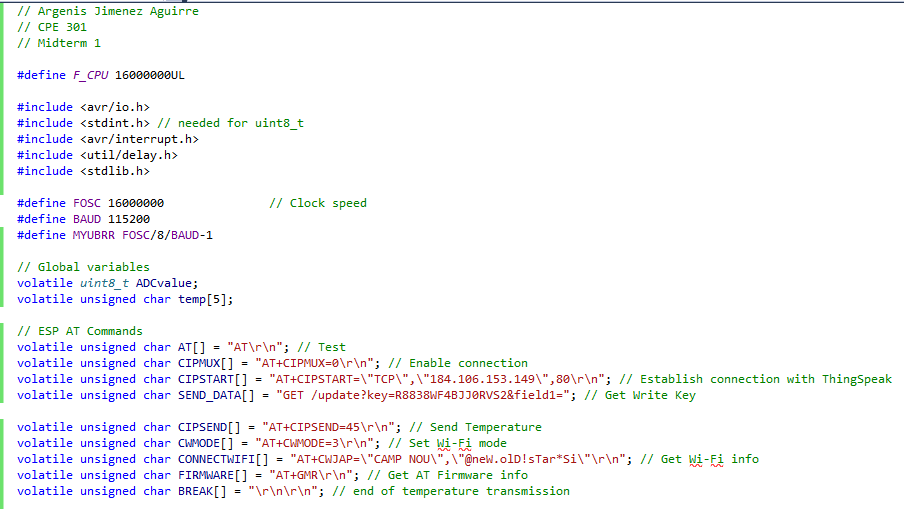 // Argenis Jimenez Aguirre
// CPE 301
// Midterm 1
#define F_CPU 16000000UL
#include <avr/io.h>
#include <stdint.h> // needed for uint8_t
#include <avr/interrupt.h>
#include <util/delay.h>
#include <stdlib.h>
#define FOSC 16000000 // Clock speed
#define BAUD 115200
#define MYUBRR FOSC/8/BAUD-1
// Global variables
volatile uint8_t ADCvalue;
volatile unsigned char temp[5];
// ESP AT Commands
volatile unsigned char AT[] = "AT\r\n"; // Test
volatile unsigned char CIPMUX[] = "AT+CIPMUX=0\r\n"; // Enable connection
volatile unsigned char CIPSTART[] = "AT+CIPSTART=\"TCP\",\"184.106.153.149\",80\r\n"; // Establish connection with ThingSpeak
volatile unsigned char SEND_DATA[] = "GET /update?key=R8838WF4BJJ0RVS2&field1="; // Get Write Key
volatile unsigned char CIPSEND[] = "AT+CIPSEND=45\r\n"; // Send Temperature
volatile unsigned char CWMODE[] = "AT+CWMODE=3\r\n"; // Set Wi-Fi mode
volatile unsigned char CONNECTWIFI[] = "AT+CWJAP=\"CAMP NOU\",\"@neW.olD!sTar*Si\"\r\n"; // Get Wi-Fi info
volatile unsigned char FIRMWARE[] = "AT+GMR\r\n"; // Get AT Firmware info
volatile unsigned char BREAK[] = "\r\n\r\n"; // end of temperature transmission